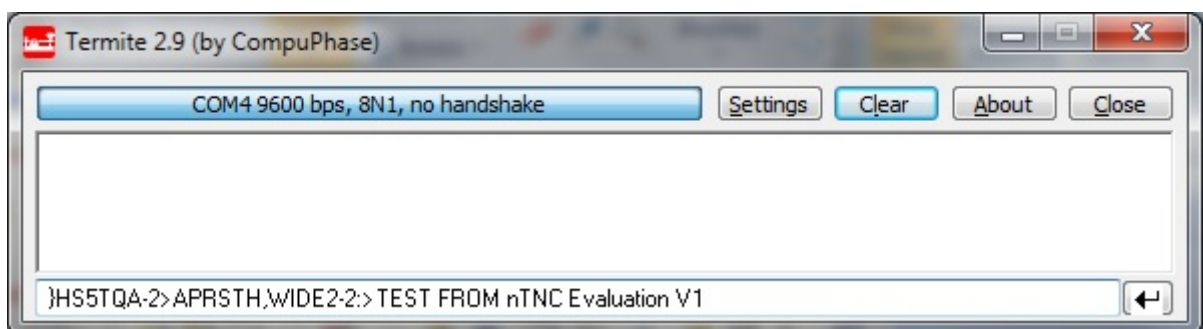 Termite 2.9 (by CompuPhase)
COM4 9600 bps, 8N1, no handshake Settings Clear About Close
}HS5TQA-2>APRSTH,WIDE2-2:>TEST FROM nTNC Evaluation V1